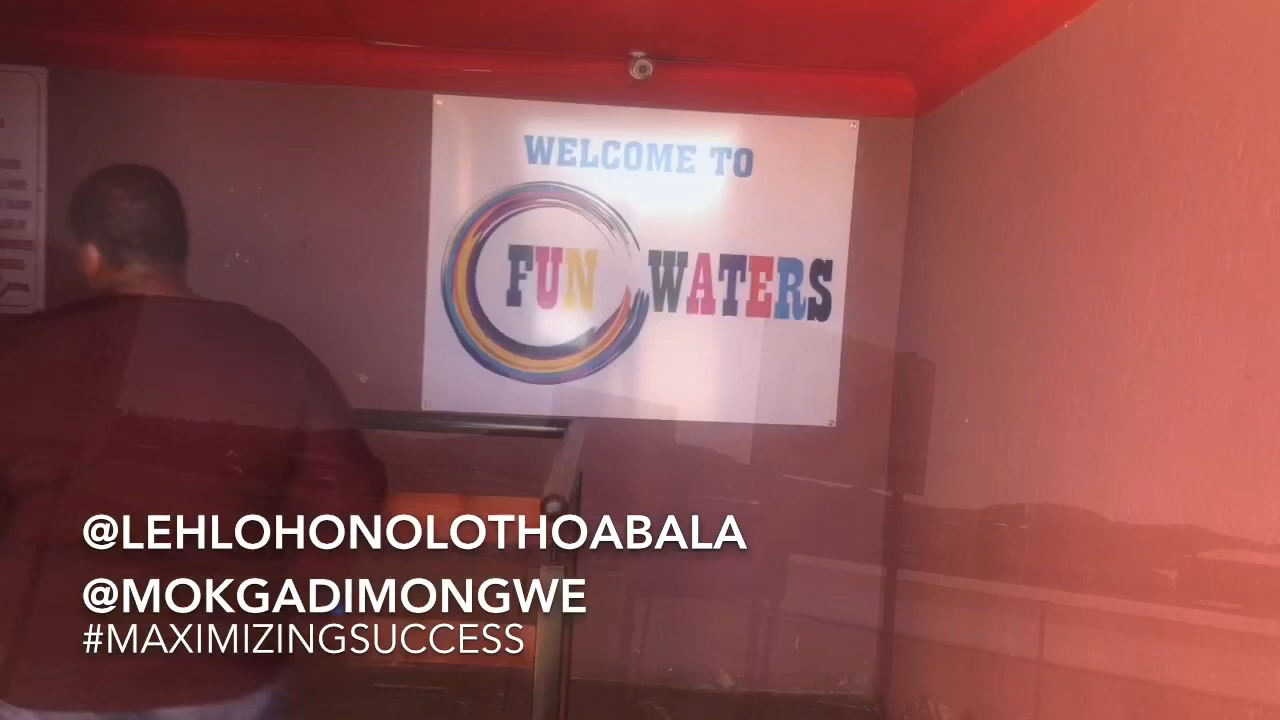 WELCOME TO
FUN WATERS
@LEHLOHONOLOTHOABALA
@MOKGADIMONGWE
#MAXIMIZINGSUCCESS